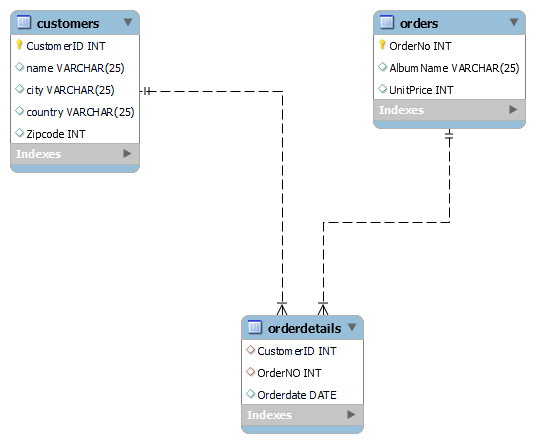 customers
CustomerID INT
name VARCHAR(25)
city VARCHAR(25)
country VARCHAR(25)
Zipcode INT
Indexes
orders
OrderNo INT
AlbumName VARCHAR(25)
UnitPrice INT
Indexes
orderdetails
CustomerID INT
OrderNO INT
Orderdate DATE
Indexes